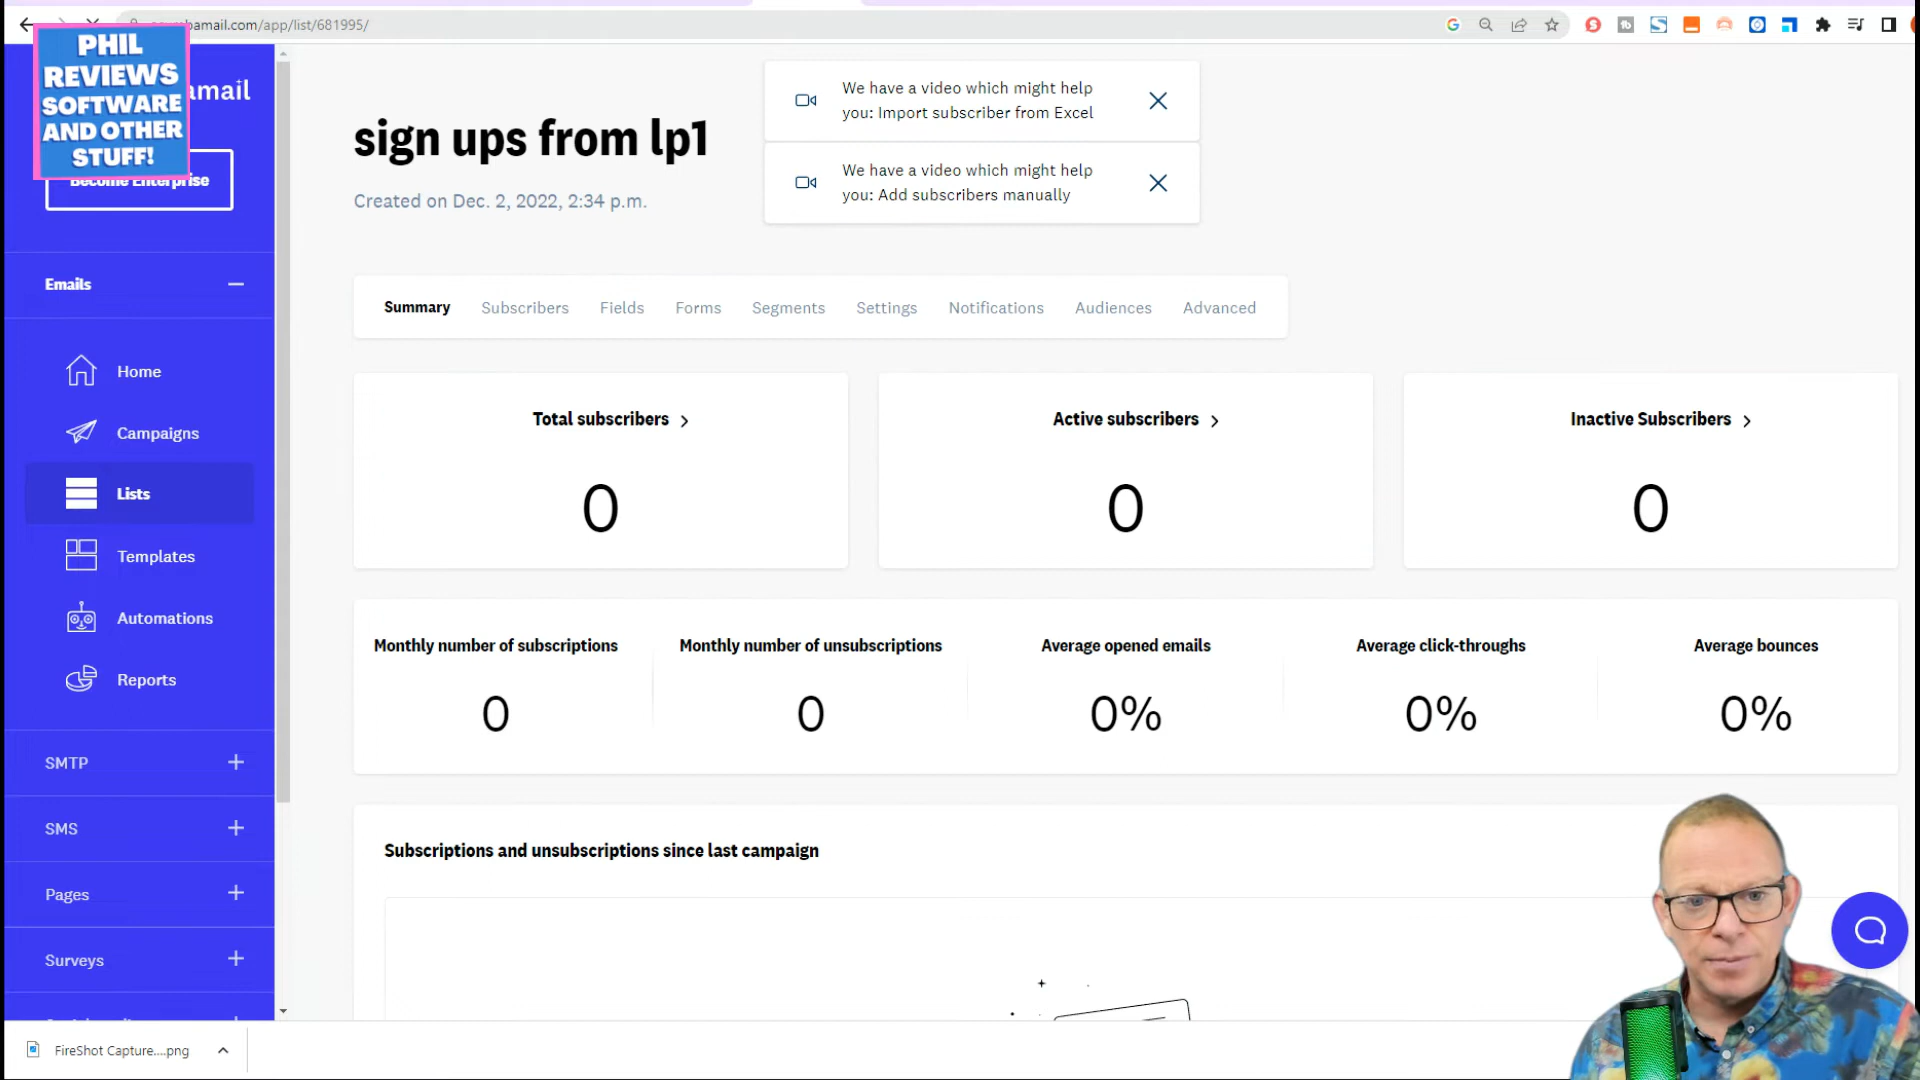 bamail.com/app/list/681995/
PHIL
REVIEWS
SOFTWARE
AND OTHER
STUFF!
amail
Become Enterprise
Emails
Home
Campaigns
Lists
Templates
Automations
Reports
SMTP
SMS
Pages
Surveys
sign ups from lp1
Created on Dec. 2, 2022, 2:34 p.m.
We have a video which might help
you: Import subscriber from Excel
We have a video which might help
you: Add subscribers manually
Summary Subscribers Fields Forms Segments Settings Notifications Audiences Advanced
Total subscribers
0
Active subscribers
0
Inactive Subscribers
0
Monthly number of subscriptions
0
Monthly number of unsubscriptions
0
Average opened emails
0%
Average click-throughs
0%
Average bounces
0%
Subscriptions and unsubscriptions since last campaign
FireShot Capture....png